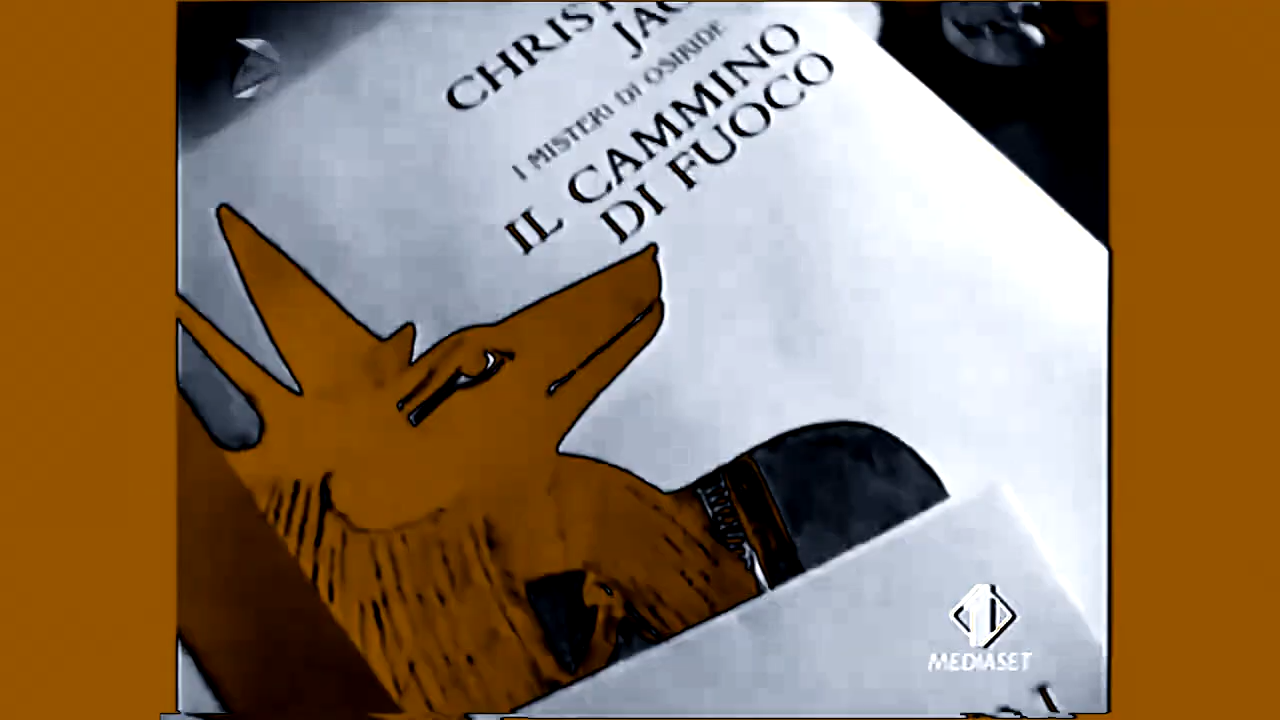 CHRIST
JAC
I MISTERI DI OSIRIDE
IL CAMMINO
DI FUOCO
MEDIASET